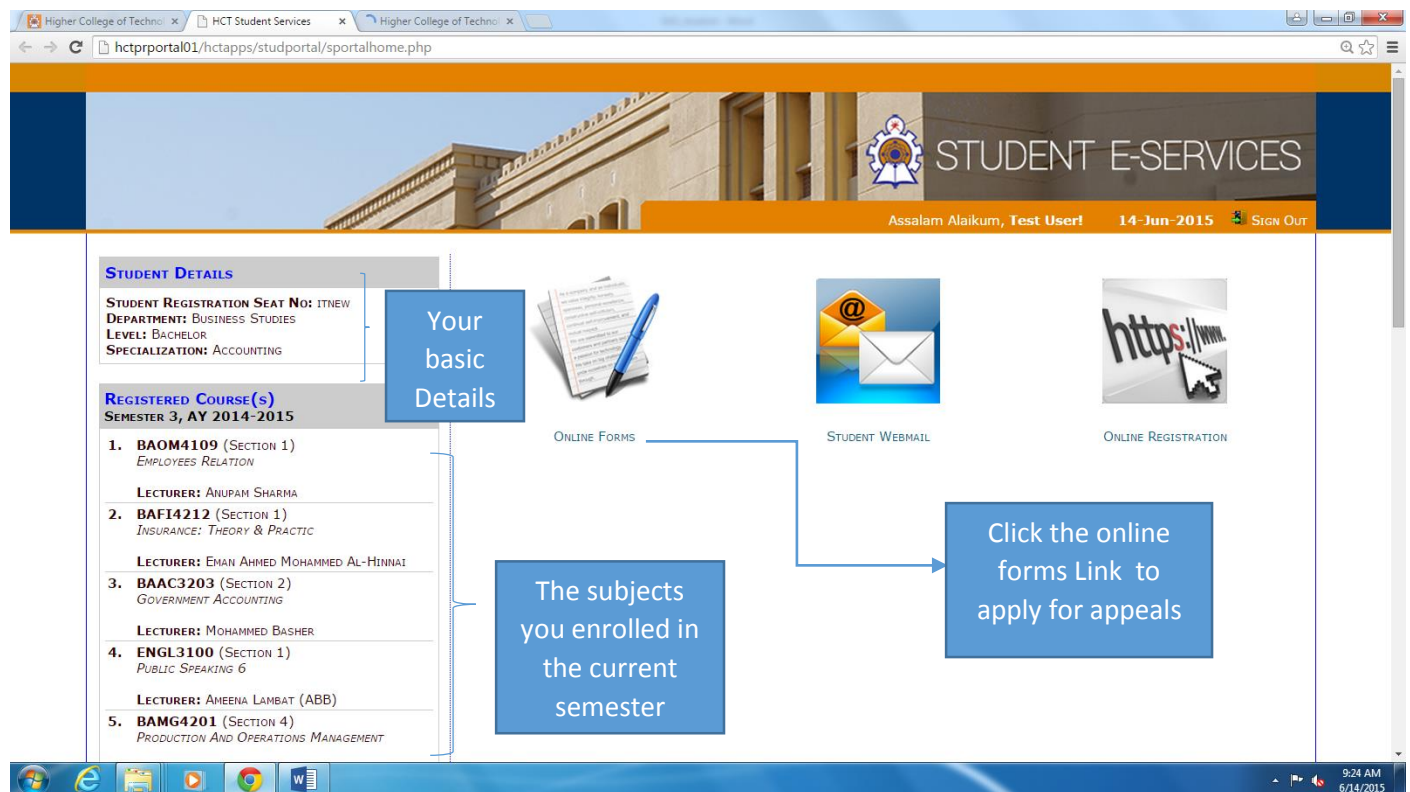 Higher College of Technol
HCT Student Services
Higher College of Technol
hctprportal01/hctapps/studportal/sportalhome.php
STUDENT E-SERVICES
Assalam Alaikum, Test User! 14-Jun-2015 Sign Out
Student Details
Student Registration Seat No: ITNEW
Department: Business Studies
Level: Bachelor
Specialization: Accounting
Your
basic
Details
Registered Course(s)
Semester 3, AY 2014-2015
1. BAOM4109 (Section 1)
Employees Relation
Lecturer: Anupam Sharma
2. BAFI4212 (Section 1)
Insurance: Theory & Practic
Lecturer: Eman Ahmed Mohammed Al-Hinnai
3. BAAC3203 (Section 2)
Government Accounting
Lecturer: Mohammed Basher
4. ENGL3100 (Section 1)
Public Speaking 6
Lecturer: Ameena Lambat (ABB)
5. BAMG4201 (Section 4)
Production And Operations Management
The subjects
you enrolled in
the current
semester
@
https://www.
Online Forms
Student Webmail
Online Registration
Click the online
forms Link to
apply for appeals
9:24 AM
6/14/2015